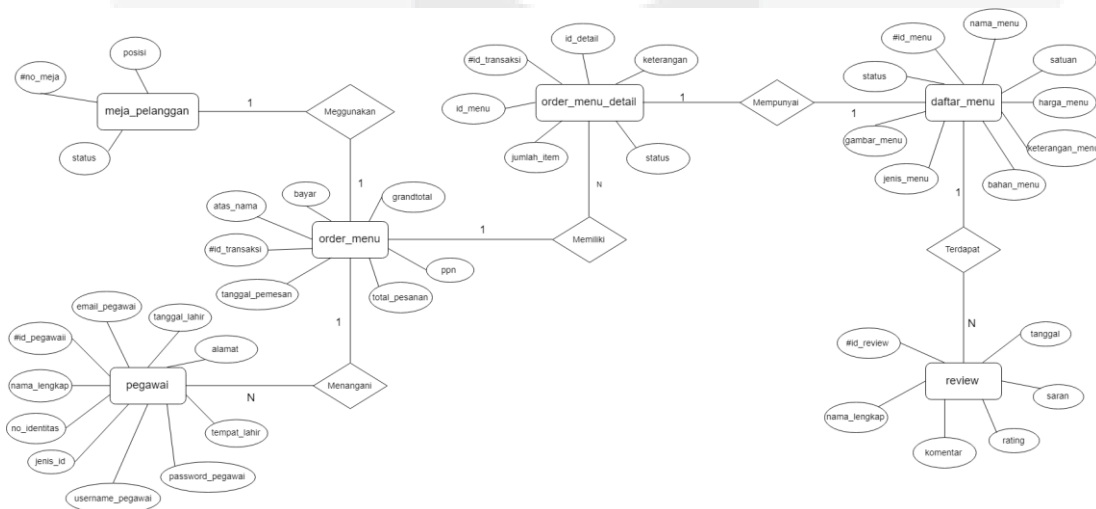 nama_menu
id_detail
#id_menu
posisi
#id_transaksi
keterangan
status
satuan
#no_meja
meja_pelanggan
1
Meggunakan
id_menu
order_menu_detail
1
Mempunyai
1
daftar_menu
harga_menu
gambar_menu
keterangan_menu
status
jumlah_item
status
jenis_menu
bahan_menu
1
N
1
bayar
grandtotal
atas_nama
order_menu
1
Memiliki
Terdapat
#id_transaksi
ppn
tanggal_pemesan
total_pesanan
email_pegawai
tanggal_lahir
1
N
#id_pegawaii
alamat
#id_review
tanggal
nama_lengkap
pegawai
N
Menangani
review
nama_lengkap
saran
no_identitas
tempat_lahir
komentar
rating
jenis_id
password_pegawai
username_pegawai